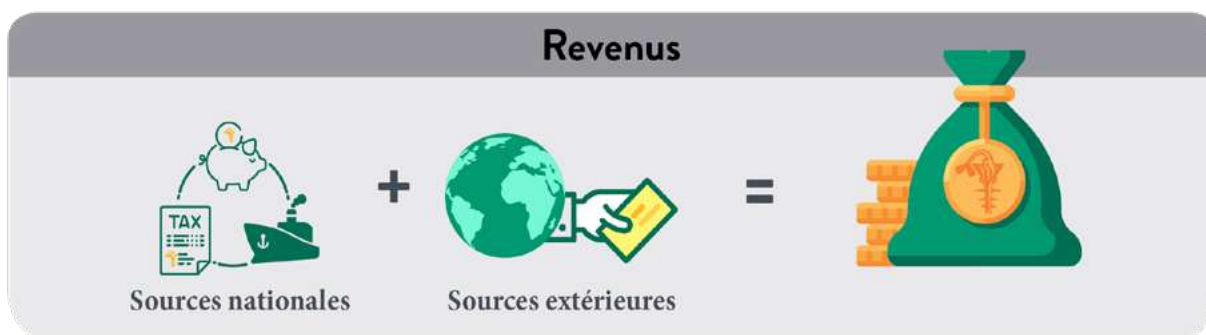 Revenus
TAX
+
=
Sources nationales
Sources extérieures